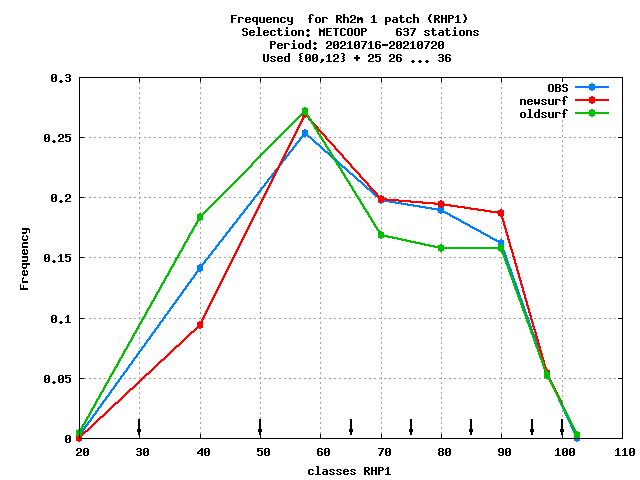 Frequency  for Rh2m 1 patch (RHP1)
Selection: METCOOP    637 stations
Period: 20210716-20210720
Used {00,12} + 25 26 ... 36
0.3
0.25
0.2
0.15
0.1
0.05
0
Frequency
OBS
newsurf
oldsurf
20 30 40 50 60 70 80 90 100 110
classes RHP1